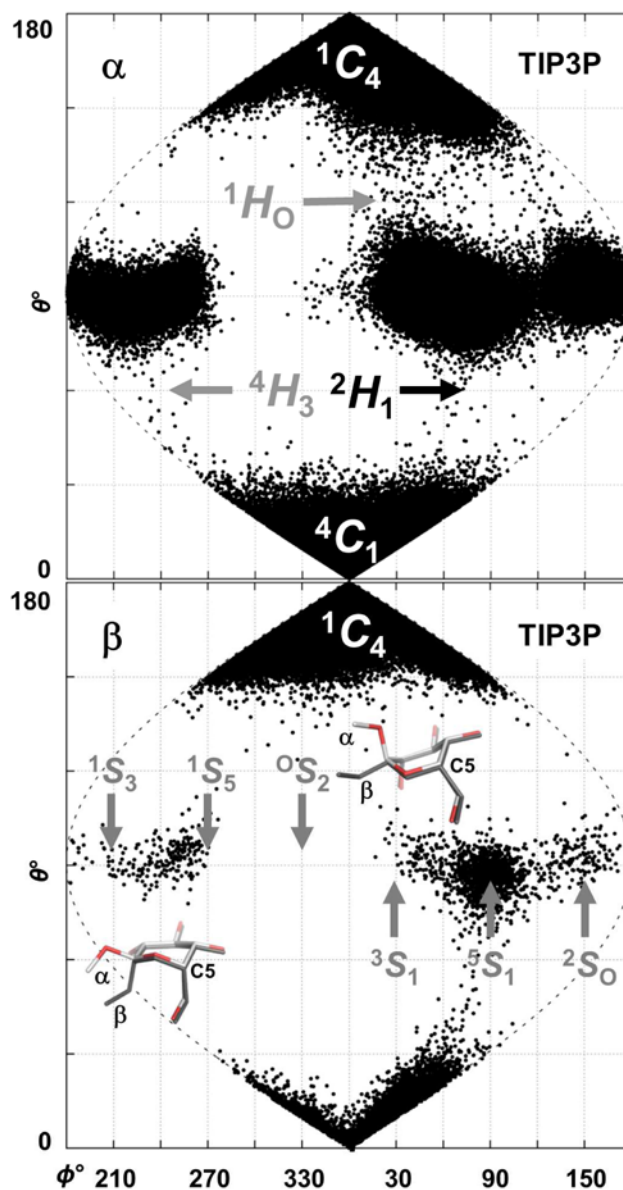 180
α
¹C₄
TIP3P
¹H_O
θ°
⁴H₃
²H₁
⁴C₁
0
180
β
¹C₄
TIP3P
α
β
C5
¹S₃
¹S₅
ᴼS₂
θ°
³S₁
⁵S₁
²S_O
α
β
C5
0
ϕ° 210 270 330 30 90 150